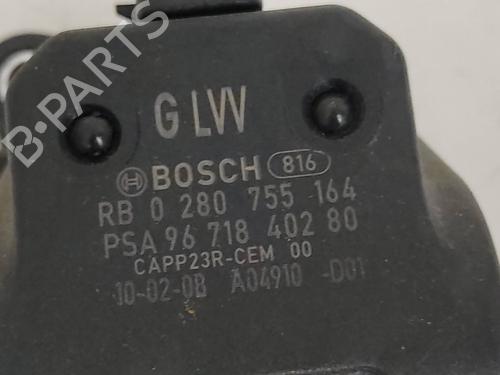 G LVV
BOSCH 816
RB 0 280 755 164
PSA 96 718 402 80
CAPP23R-CEM 00
10-02-0B A04910 -D01
B-PARTS